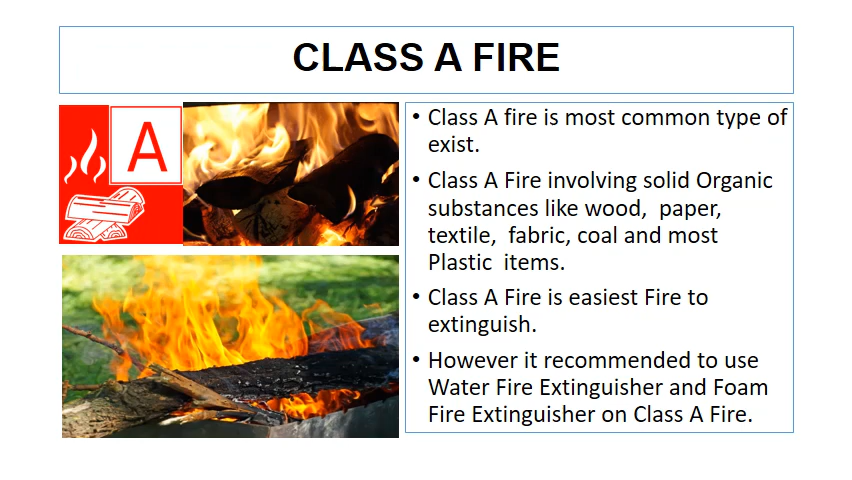 CLASS A FIRE
A
• Class A fire is most common type of
exist.
• Class A Fire involving solid Organic
substances like wood,  paper,
textile,  fabric, coal and most
Plastic  items.
• Class A Fire is easiest Fire to
extinguish.
• However it recommended to use
Water Fire Extinguisher and Foam
Fire Extinguisher on Class A Fire.